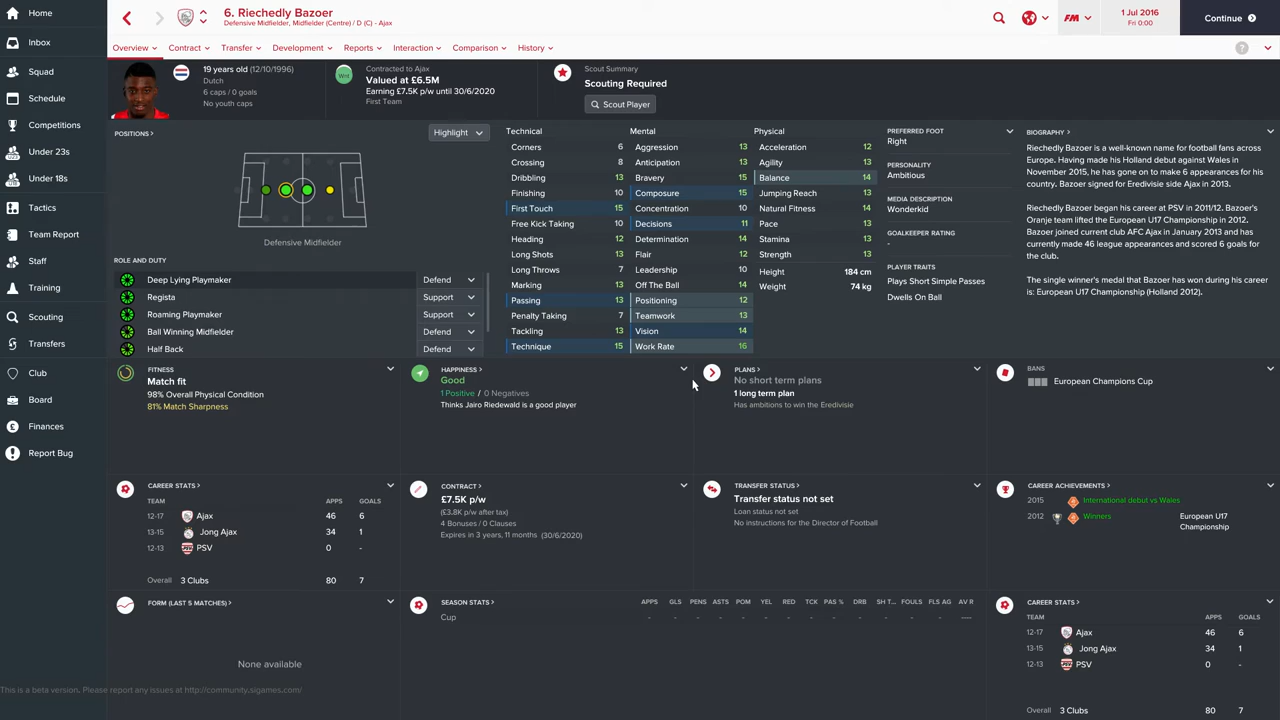 Home
Inbox
Squad
Schedule
Competitions
Under 23s
Under 18s
Tactics
Team Report
Staff
Training
Scouting
Transfers
Club
Board
Finances
Report Bug
6. Riechedly Bazoer
Defensive Midfielder, Midfielder (Centre) / D (C) - Ajax
FM
1 Jul 2016
Fri 0:00
Continue
Overview
Contract
Transfer
Development
Reports
Interaction
Comparison
History
?
19 years old (12/10/1996)
Dutch
6 caps / 0 goals
No youth caps
Wnt
Contracted to Ajax
Valued at £6.5M
Earning £7.5K p/w until 30/6/2020
First Team
Scout Summary
Scouting Required
Scout Player
POSITIONS >
Highlight
Defensive Midfielder
ROLE AND DUTY
Deep Lying Playmaker Defend
Regista Support
Roaming Playmaker Support
Ball Winning Midfielder Defend
Half Back Defend
Technical
Corners 6
Crossing 8
Dribbling 13
Finishing 10
First Touch 15
Free Kick Taking 10
Heading 12
Long Shots 13
Long Throws 7
Marking 13
Passing 13
Penalty Taking 7
Tackling 13
Technique 15
Mental
Aggression 13
Anticipation 13
Bravery 15
Composure 15
Concentration 10
Decisions 11
Determination 14
Flair 12
Leadership 10
Off The Ball 14
Positioning 12
Teamwork 13
Vision 14
Work Rate 16
Physical
Acceleration 12
Agility 13
Balance 14
Jumping Reach 13
Natural Fitness 14
Pace 13
Stamina 13
Strength 13
Height 184 cm
Weight 74 kg
PREFERRED FOOT
Right
PERSONALITY
Ambitious
MEDIA DESCRIPTION
Wonderkid
GOALKEEPER RATING
-
PLAYER TRAITS
Plays Short Simple Passes
Dwells On Ball
BIOGRAPHY >
Riechedly Bazoer is a well-known name for football fans across
Europe. Having made his Holland debut against Wales in
November 2015, he has gone on to make 6 appearances for his
country. Bazoer signed for Eredivisie side Ajax in 2013.
Riechedly Bazoer began his career at PSV in 2011/12. Bazoer's
Oranje team lifted the European U17 Championship in 2012.
Bazoer joined current club AFC Ajax in January 2013 and has
currently made 46 league appearances and scored 6 goals for
the club.
The single winner's medal that Bazoer has won during his career
is: European U17 Championship (Holland 2012).
FITNESS
Match fit
98% Overall Physical Condition
81% Match Sharpness
HAPPINESS >
Good
1 Positive / 0 Negatives
Thinks Jairo Riedewald is a good player
PLANS >
No short term plans
1 long term plan
Has ambitions to win the Eredivisie
BANS
European Champions Cup
CAREER STATS >
TEAM APPS GOALS
12-17 Ajax 46 6
13-15 Jong Ajax 34 1
12-13 PSV 0 -
Overall 3 Clubs 80 7
CONTRACT >
£7.5K p/w
(£3.8K p/w after tax)
4 Bonuses / 0 Clauses
Expires in 3 years, 11 months (30/6/2020)
TRANSFER STATUS >
Transfer status not set
Loan status not set
No instructions for the Director of Football
CAREER ACHIEVEMENTS >
2015 International debut vs Wales
2012 Winners European U17
Championship
FORM (LAST 5 MATCHES) >
None available
SEASON STATS > APPS GLS PENS ASTS POM YEL RED TCK PAS % DRB SH T... FOULS FLS AG AV R
Cup - - - - - - - - - - - - - ---
CAREER STATS >
TEAM APPS GOALS
12-17 Ajax 46 6
13-15 Jong Ajax 34 1
12-13 PSV 0 -
Overall 3 Clubs 80 7
This is a beta version. Please report any issues at http://community.sigames.com/